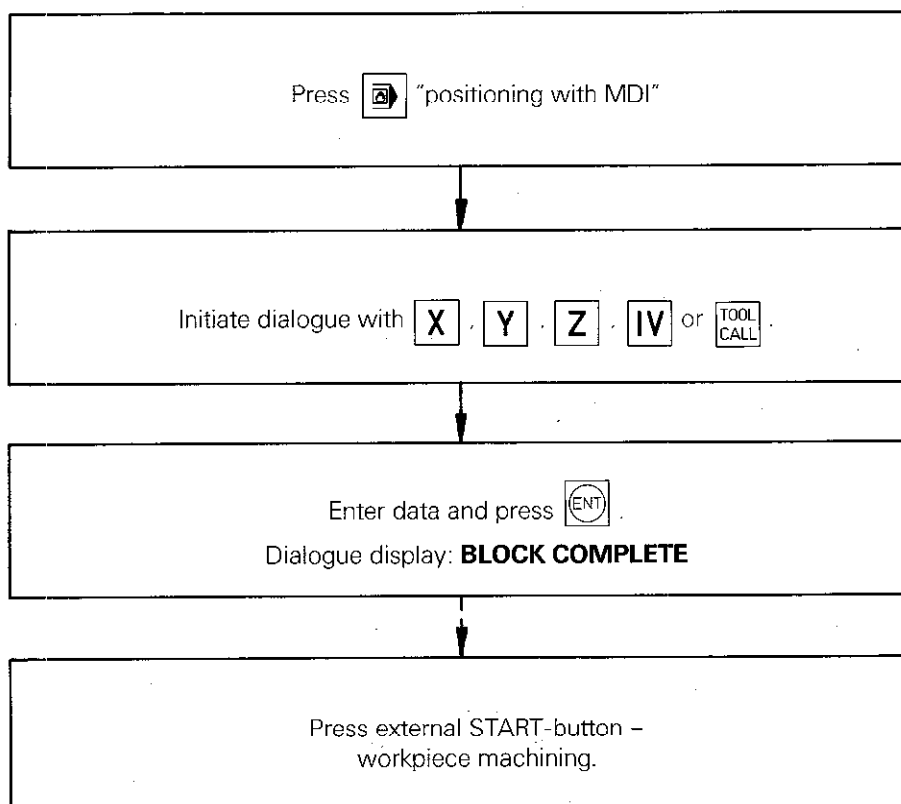 Press "positioning with MDI"
Initiate dialogue with X , Y , Z , IV or TOOL CALL .
Enter data and press ENT .
Dialogue display: BLOCK COMPLETE
Press external START-button –
workpiece machining.